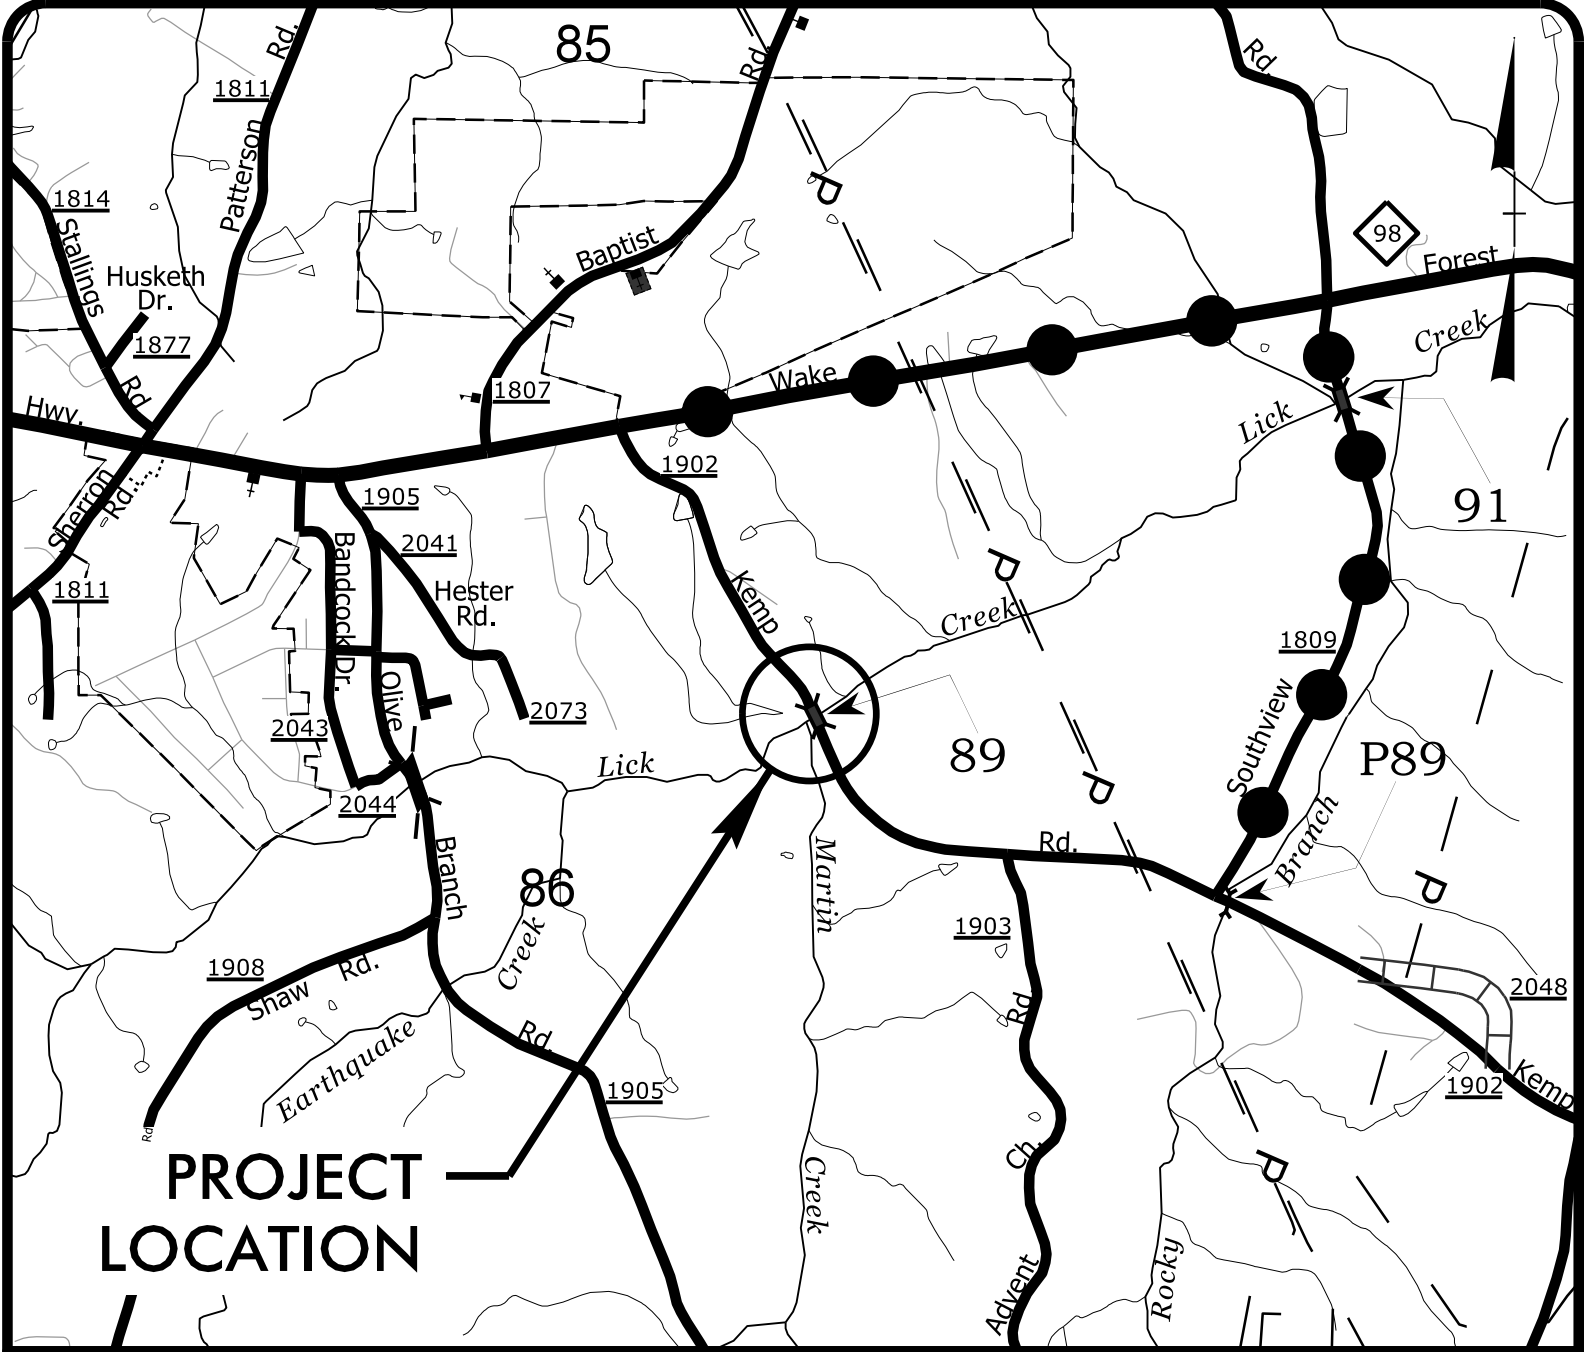 85
Rd.
Rd.
Rd.
1811
Patterson
1814
Stallings
Rd.
Husketh
Dr.
1877
Baptist
98
Forest
Creek
Wake
1807
Hwy.
Lick
1902
1905
91
Sherron
Rd.
2041
Bandcock Dr.
Hester
Rd.
Kemp
1811
Creek
1809
Olive
2073
2043
Southview
Lick
89
P89
2044
Branch
Rd.
Martin
Branch
86
1903
Creek
1908
Rd.
Shaw
2048
Rd.
Rd.
Earthquake
1905
1902
Kemp
Rd
Ch.
PROJECT
LOCATION
Creek
Advent
Rocky
P
P
P
P
P